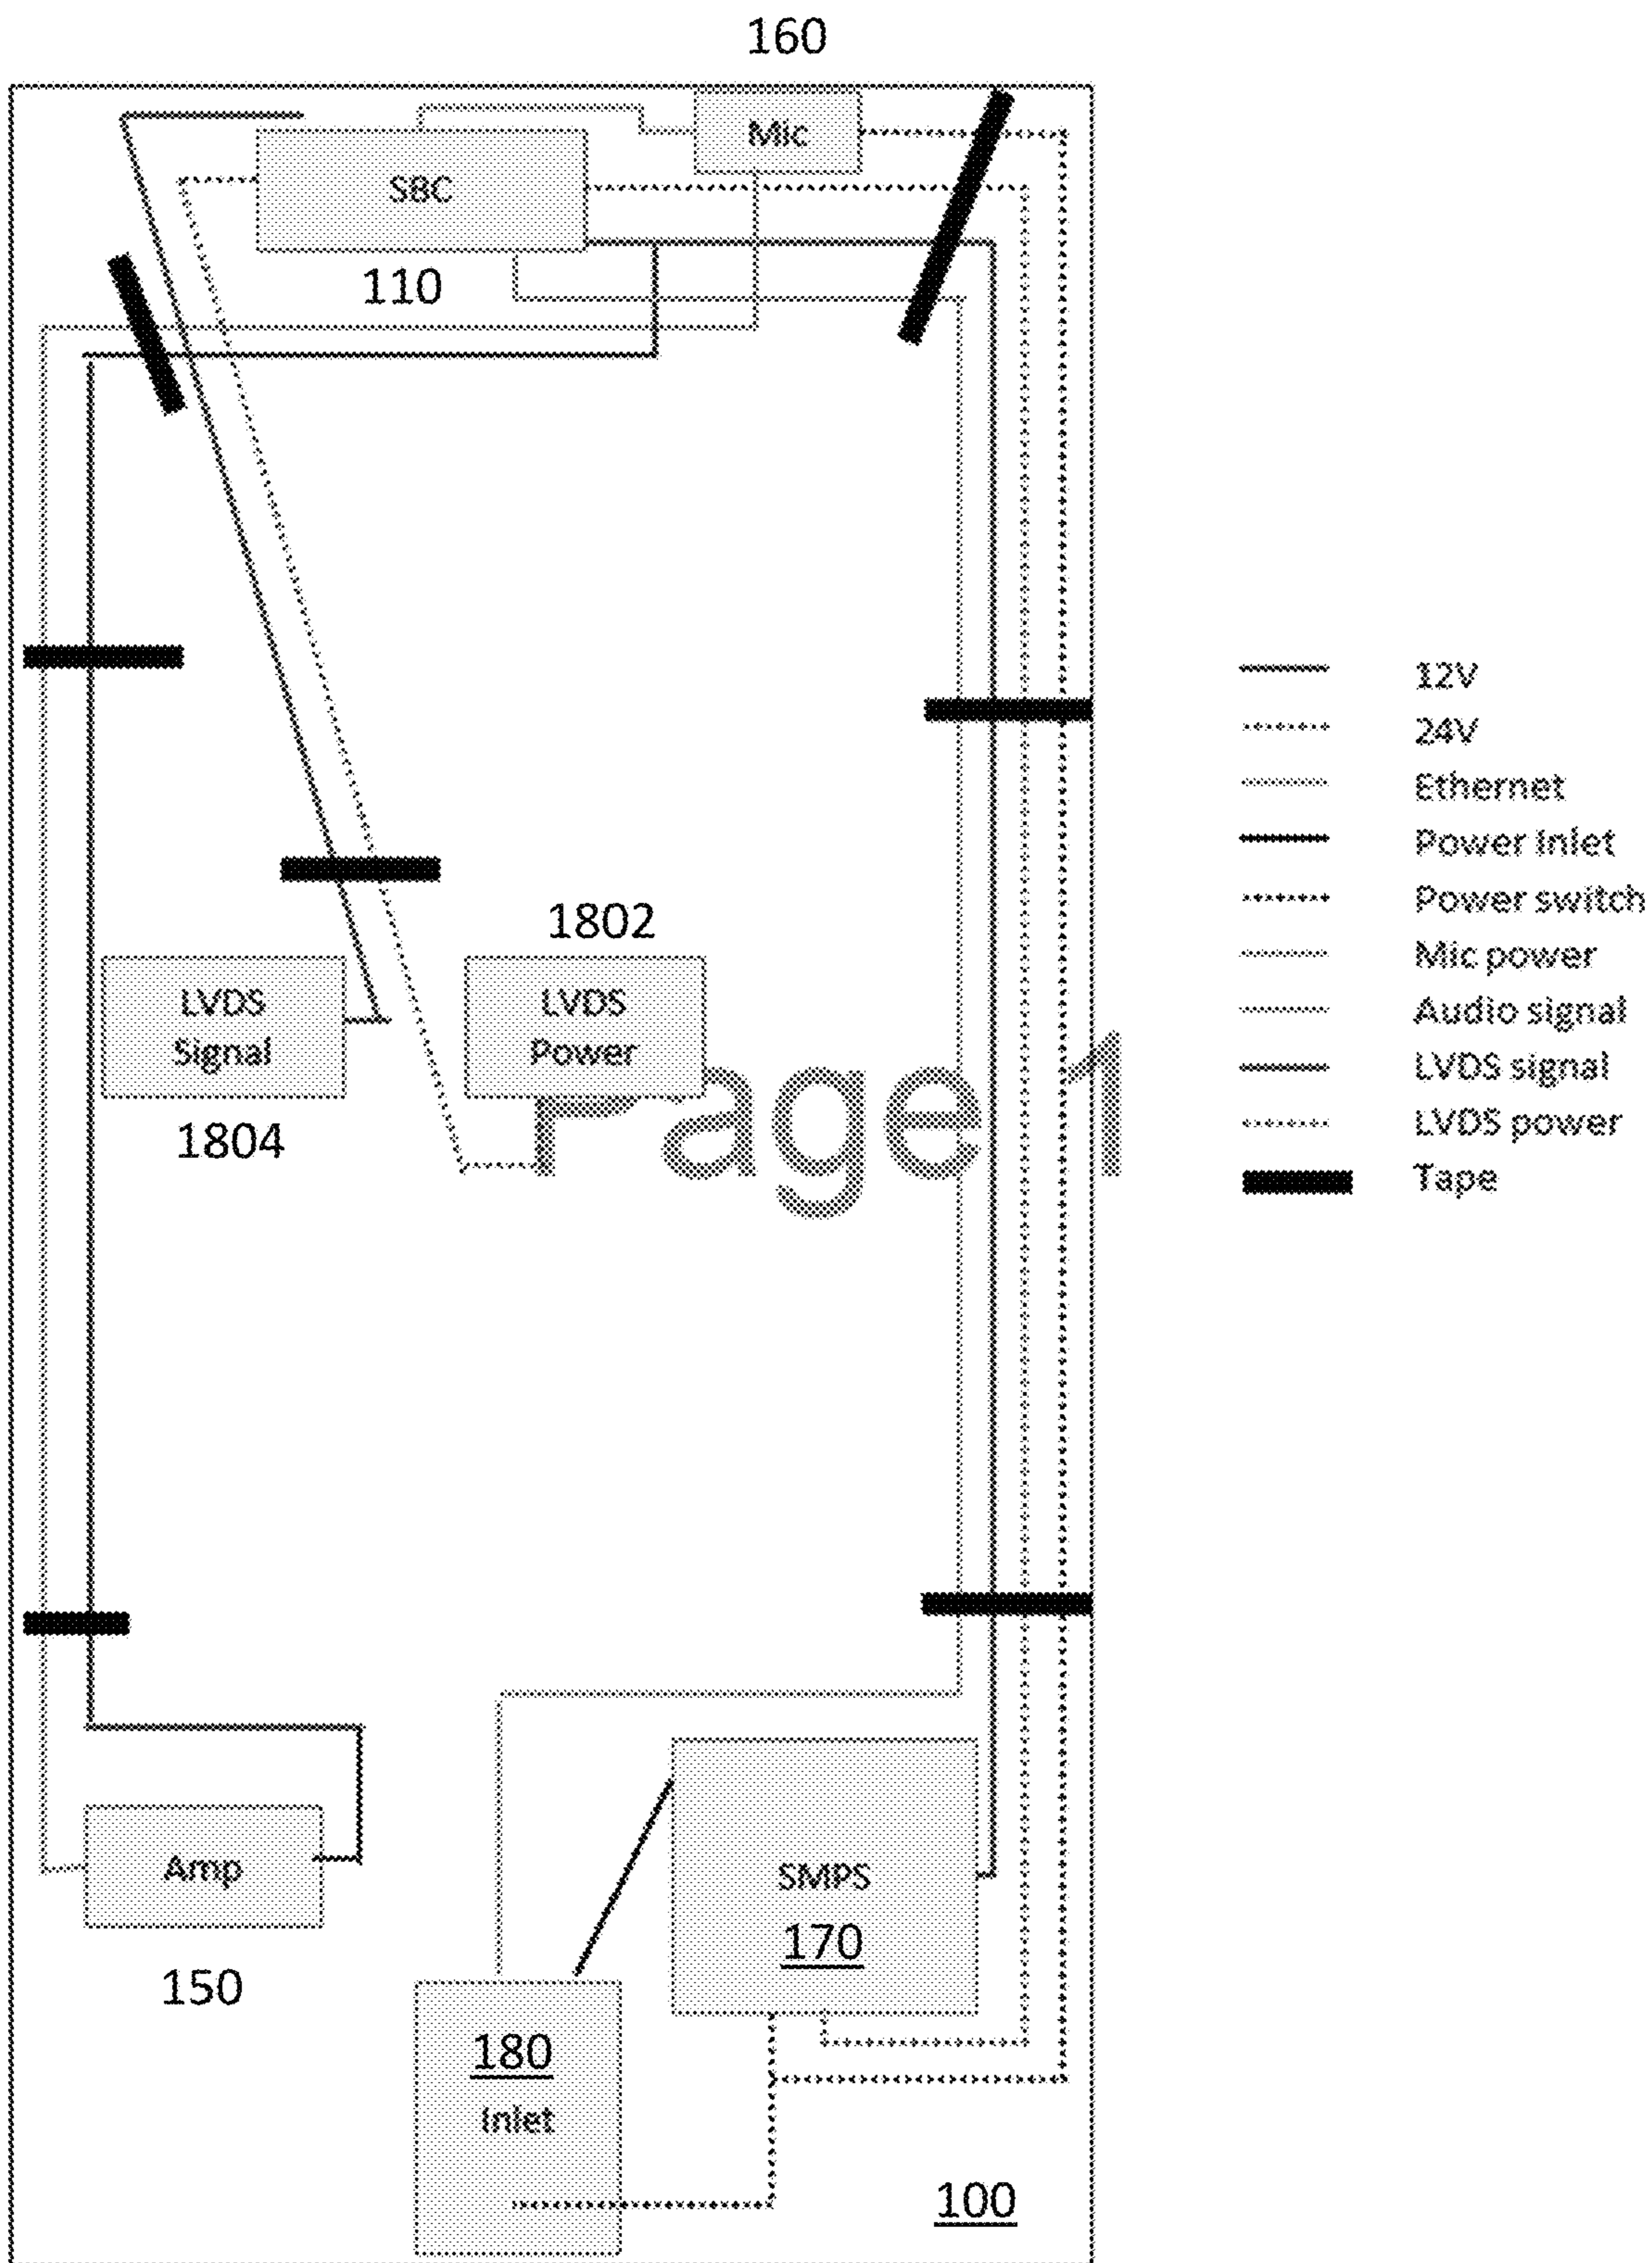 160
Mic
SBC
110
12V
24V
Ethernet
Power Inlet
Power switch
Mic power
Audio signal
LVDS signal
LVDS power
Tape
1802
LVDS
Signal
LVDS
Power
1804
Page 1
Amp
150
SMPS
170
180
Inlet
100